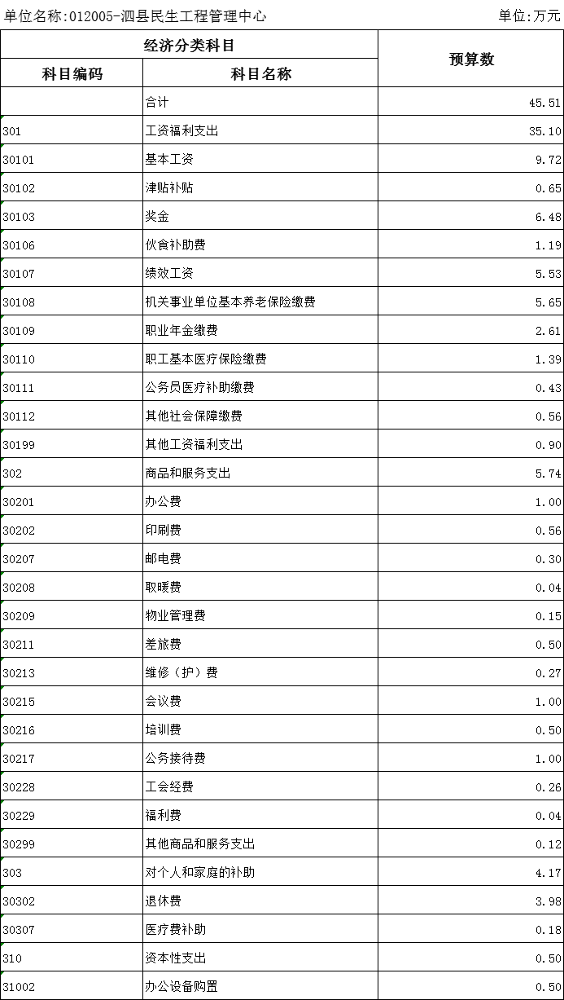 单位名称:012005-泗县民生工程管理中心 单位:万元
经济分类科目 预算数
科目编码 科目名称
合计 45.51
301 工资福利支出 35.10
30101 基本工资 9.72
30102 津贴补贴 0.65
30103 奖金 6.48
30106 伙食补助费 1.19
30107 绩效工资 5.53
30108 机关事业单位基本养老保险缴费 5.65
30109 职业年金缴费 2.61
30110 职工基本医疗保险缴费 1.39
30111 公务员医疗补助缴费 0.43
30112 其他社会保障缴费 0.56
30199 其他工资福利支出 0.90
302 商品和服务支出 5.74
30201 办公费 1.00
30202 印刷费 0.56
30207 邮电费 0.30
30208 取暖费 0.04
30209 物业管理费 0.15
30211 差旅费 0.50
30213 维修（护）费 0.27
30215 会议费 1.00
30216 培训费 0.50
30217 公务接待费 1.00
30228 工会经费 0.26
30229 福利费 0.04
30299 其他商品和服务支出 0.12
303 对个人和家庭的补助 4.17
30302 退休费 3.98
30307 医疗费补助 0.18
310 资本性支出 0.50
31002 办公设备购置 0.50